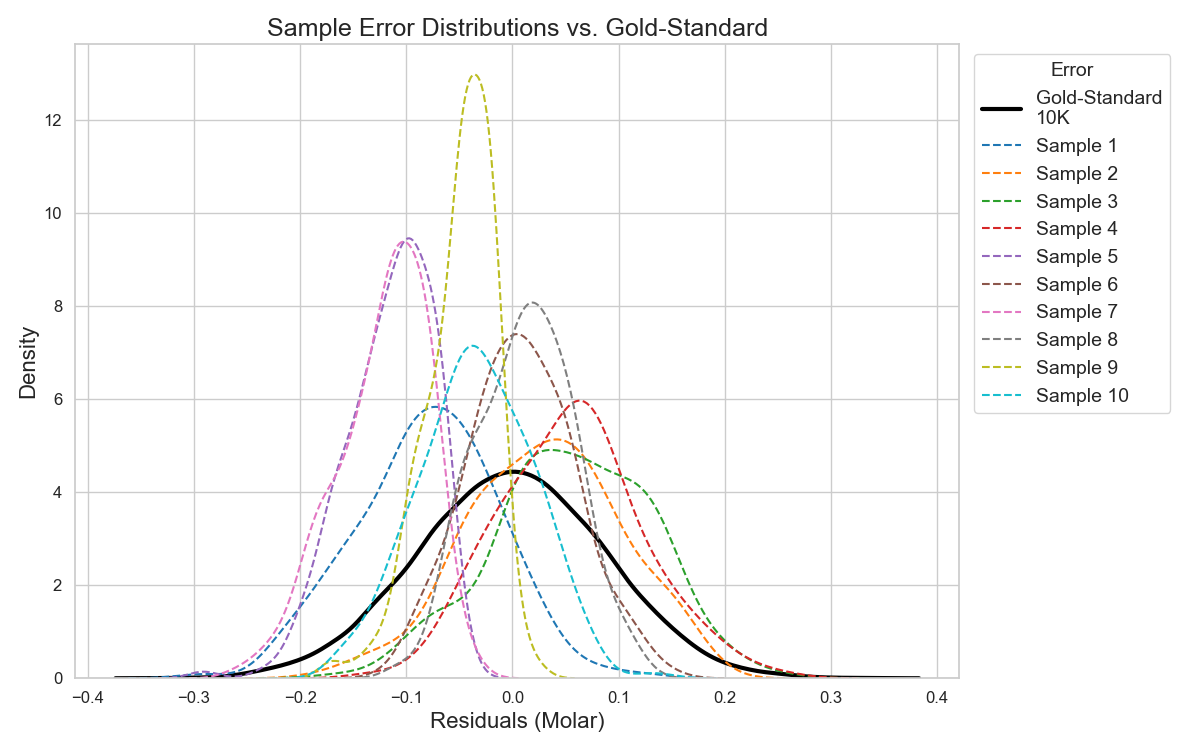 Sample Error Distributions vs. Gold-Standard
Density
12
10
8
6
4
2
0
−0.4
−0.3
−0.2
−0.1
0.0
0.1
0.2
0.3
0.4
Residuals (Molar)
Error
Gold-Standard
10K
Sample 1
Sample 2
Sample 3
Sample 4
Sample 5
Sample 6
Sample 7
Sample 8
Sample 9
Sample 10